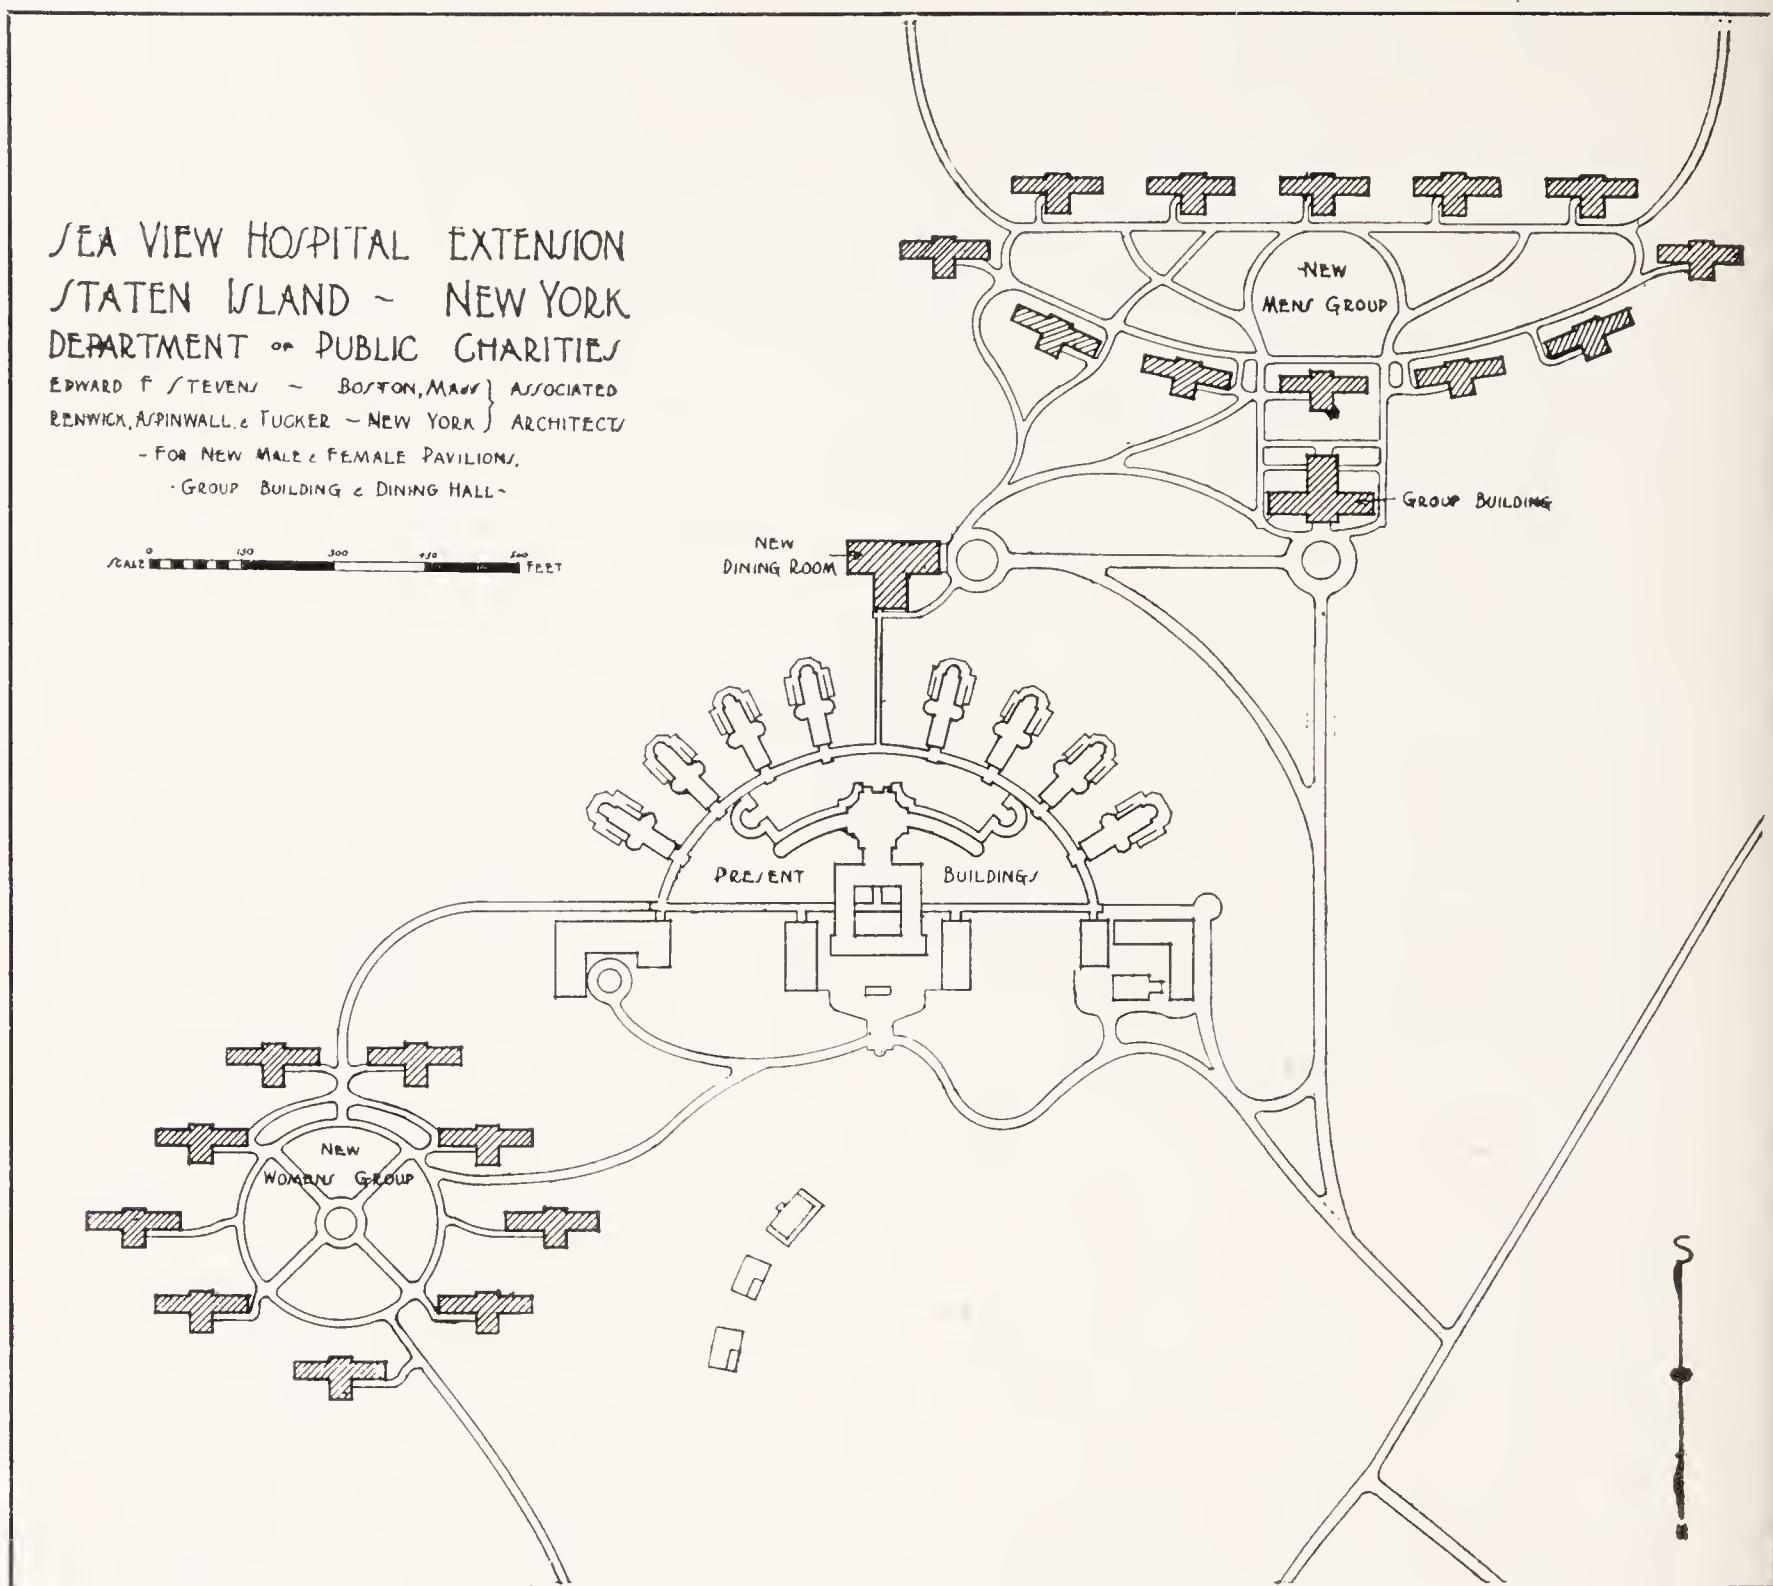 SEA VIEW HOSPITAL EXTENSION
STATEN ISLAND ~ NEW YORK
DEPARTMENT OF PUBLIC CHARITIES
EDWARD F STEVENS – BOSTON, MASS } ASSOCIATED
RENWICK, ASPINWALL, & TUCKER – NEW YORK } ARCHITECTS
- FOR NEW MALE & FEMALE PAVILIONS,
- GROUP BUILDING & DINING HALL -
SCALE 0 150 300 450 500 FEET
NEW
MENS GROUP
GROUP BUILDING
NEW
DINING ROOM
PRESENT BUILDINGS
NEW
WOMENS GROUP
S